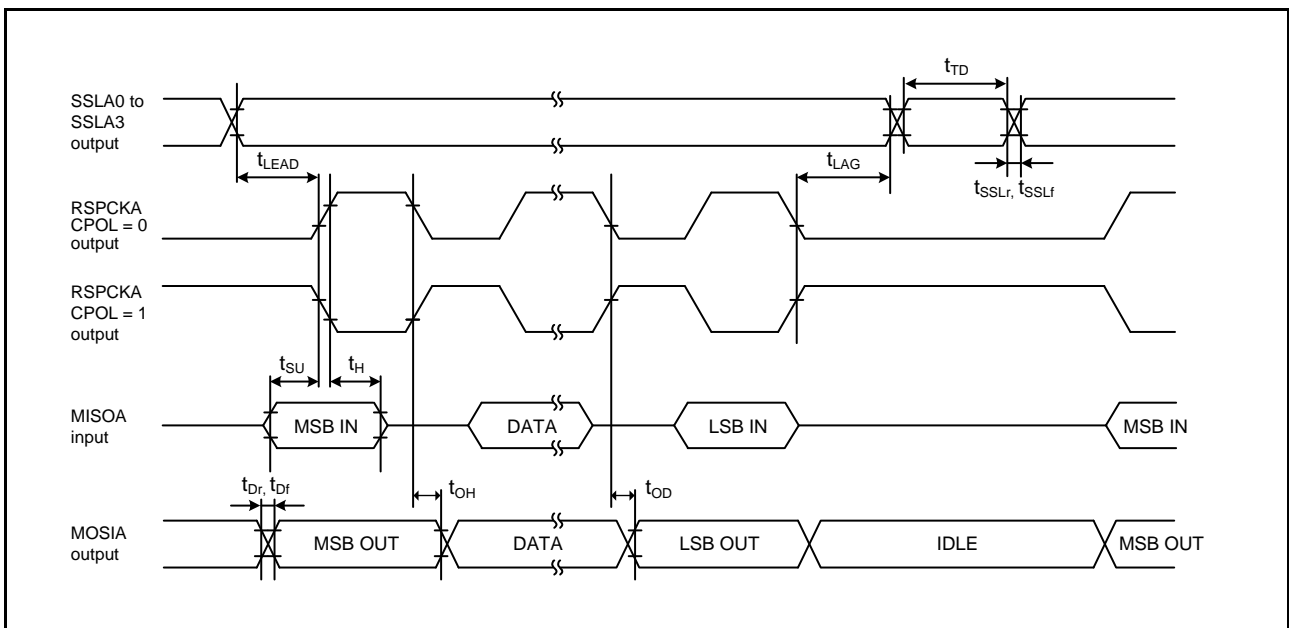 tTD
SSLA0 to
SSLA3
output
tLEAD
tLAG
tSSLr, tSSLf
RSPCKA
CPOL = 0
output
RSPCKA
CPOL = 1
output
tSU
tH
MISOA
input
MSB IN
DATA
LSB IN
MSB IN
tDr, tDf
tOH
tOD
MOSIA
output
MSB OUT
DATA
LSB OUT
IDLE
MSB OUT